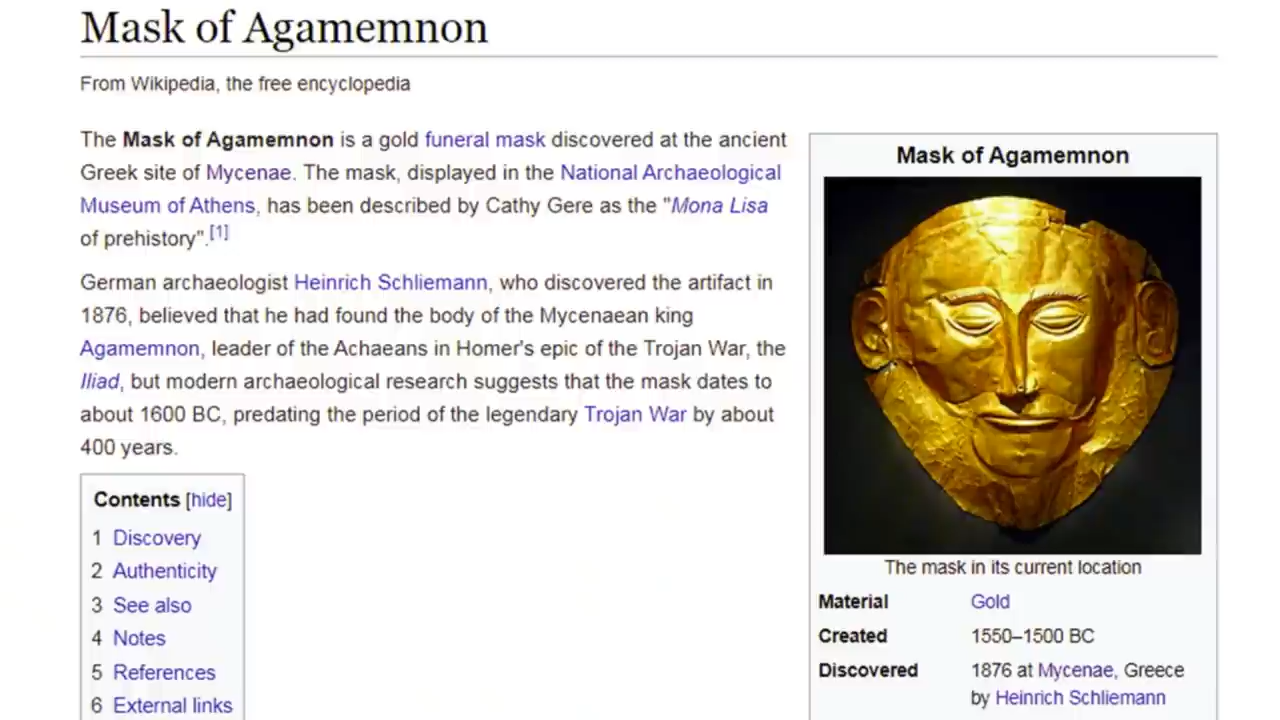 Mask of Agamemnon
From Wikipedia, the free encyclopedia
The Mask of Agamemnon is a gold funeral mask discovered at the ancient
Greek site of Mycenae. The mask, displayed in the National Archaeological
Museum of Athens, has been described by Cathy Gere as the "Mona Lisa
of prehistory".[1]
German archaeologist Heinrich Schliemann, who discovered the artifact in
1876, believed that he had found the body of the Mycenaean king
Agamemnon, leader of the Achaeans in Homer's epic of the Trojan War, the
Iliad, but modern archaeological research suggests that the mask dates to
about 1600 BC, predating the period of the legendary Trojan War by about
400 years.
Contents [hide]
1 Discovery
2 Authenticity
3 See also
4 Notes
5 References
6 External links
Mask of Agamemnon
The mask in its current location
Material Gold
Created 1550–1500 BC
Discovered 1876 at Mycenae, Greece
by Heinrich Schliemann